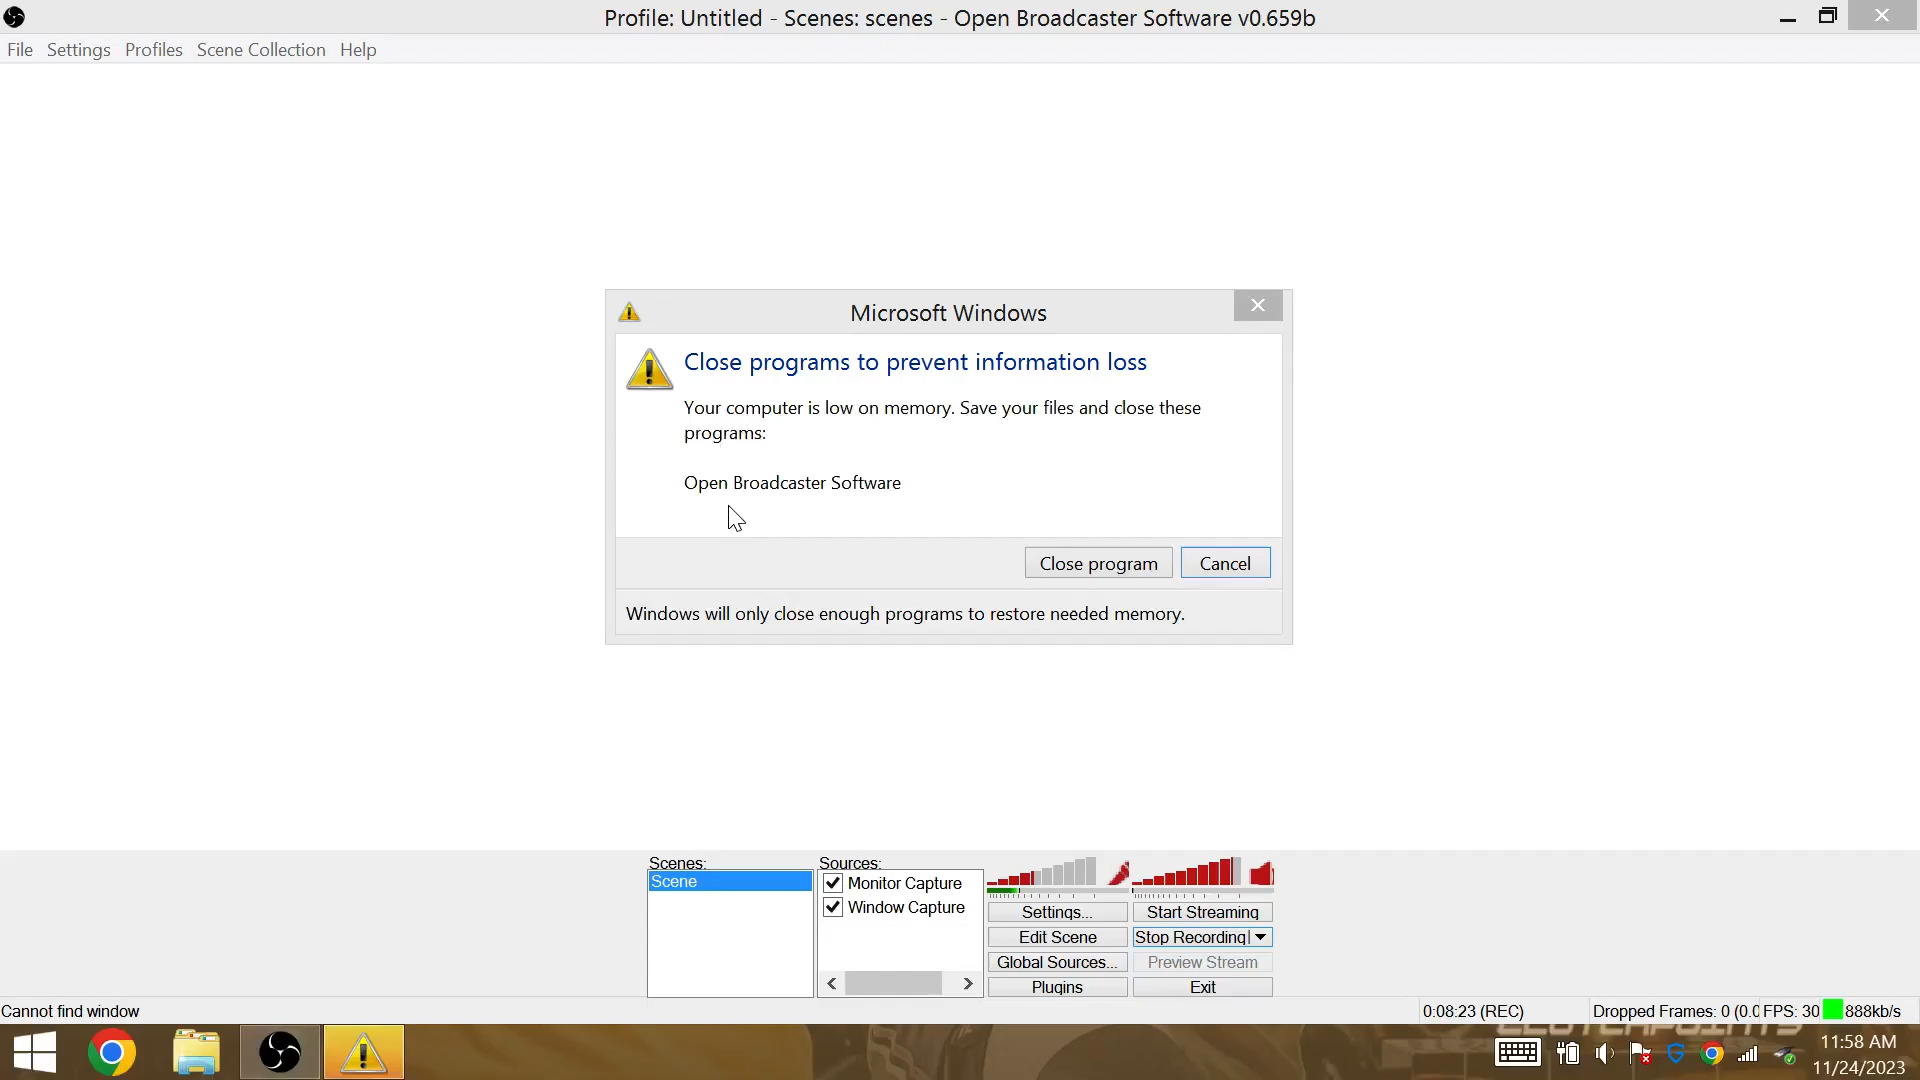 Profile: Untitled - Scenes: scenes - Open Broadcaster Software v0.659b
File Settings Profiles Scene Collection Help
Microsoft Windows
Close programs to prevent information loss
Your computer is low on memory. Save your files and close these
programs:
Open Broadcaster Software
Close program Cancel
Windows will only close enough programs to restore needed memory.
Scenes: Sources:
Scene
Monitor Capture
Window Capture
Settings... Start Streaming
Edit Scene Stop Recording
Global Sources... Preview Stream
Plugins Exit
Cannot find window 0:08:23 (REC) Dropped Frames: 0 (0.0 FPS: 30 888kb/s
CLUTCHPOINTS
11:58 AM
11/24/2023